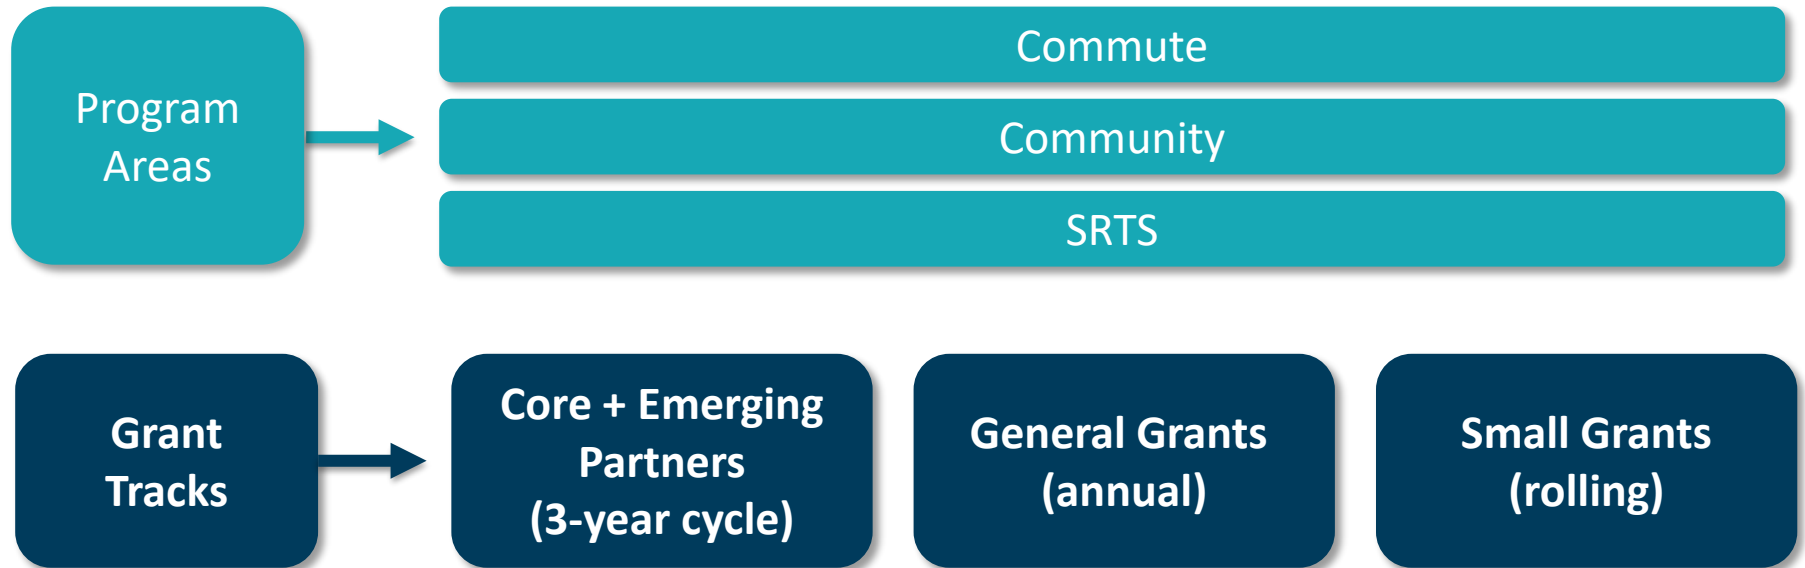 Program
Areas
Commute
Community
SRTS
Grant
Tracks
Core + Emerging
Partners
(3-year cycle)
General Grants
(annual)
Small Grants
(rolling)